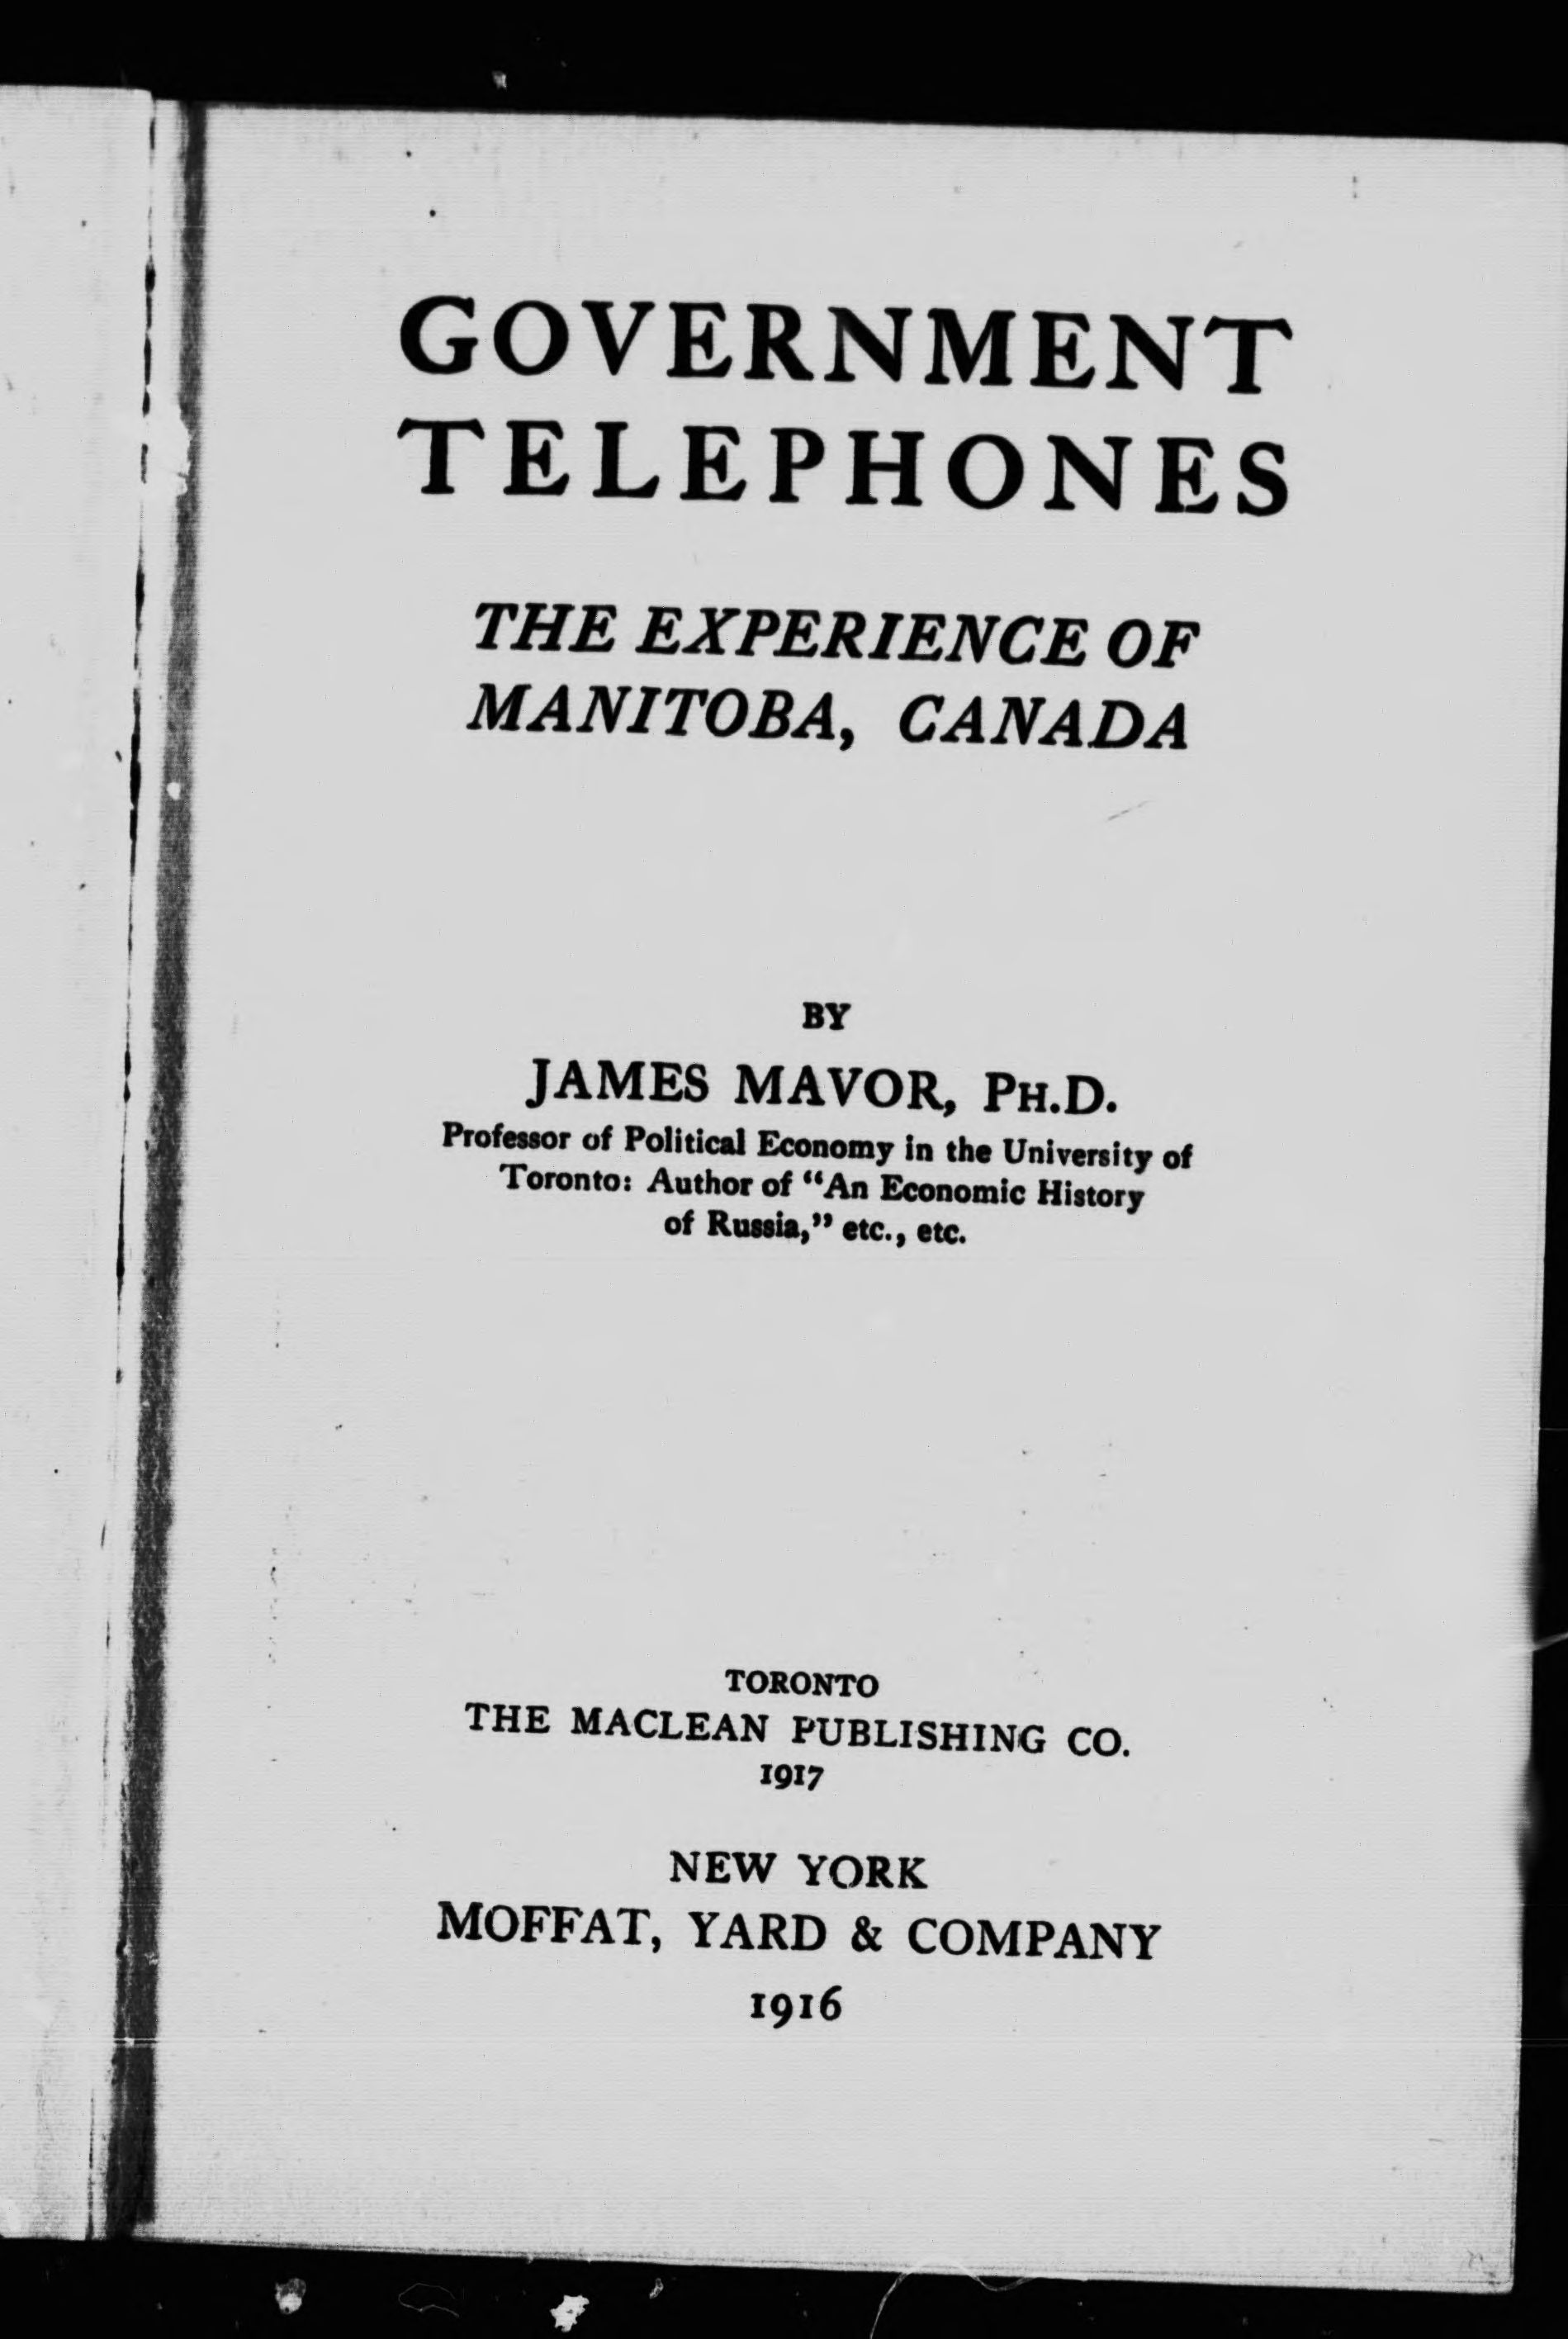 GOVERNMENT
TELEPHONES
THE EXPERIENCE OF
MANITOBA, CANADA
BY
JAMES MAVOR, PH.D.
Professor of Political Economy in the University of
Toronto: Author of “An Economic History
of Russia,” etc., etc.
TORONTO
THE MACLEAN PUBLISHING CO.
1917
NEW YORK
MOFFAT, YARD & COMPANY
1916